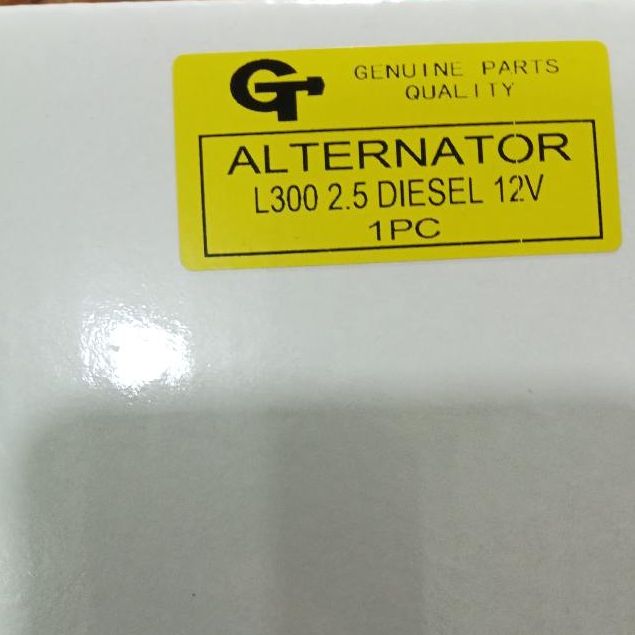 GT
GENUINE PARTS
QUALITY
ALTERNATOR
L300 2.5 DIESEL 12V
1PC